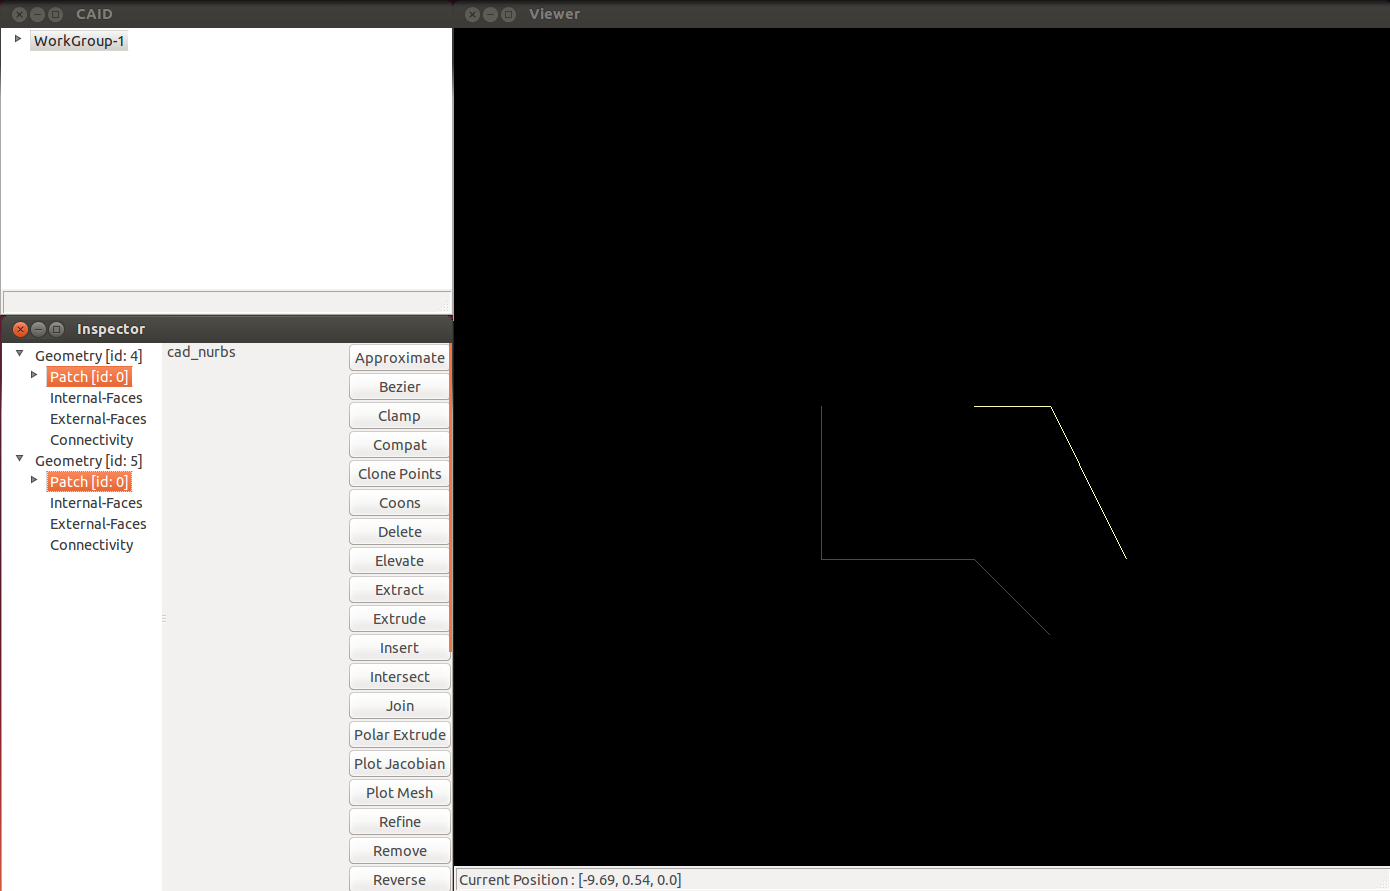 CAID
WorkGroup-1
Viewer
Inspector
Geometry [id: 4]
Patch [id: 0]
Internal-Faces
External-Faces
Connectivity
Geometry [id: 5]
Patch [id: 0]
Internal-Faces
External-Faces
Connectivity
cad_nurbs
Approximate
Bezier
Clamp
Compat
Clone Points
Coons
Delete
Elevate
Extract
Extrude
Insert
Intersect
Join
Polar Extrude
Plot Jacobian
Plot Mesh
Refine
Remove
Reverse
Current Position : [-9.69, 0.54, 0.0]